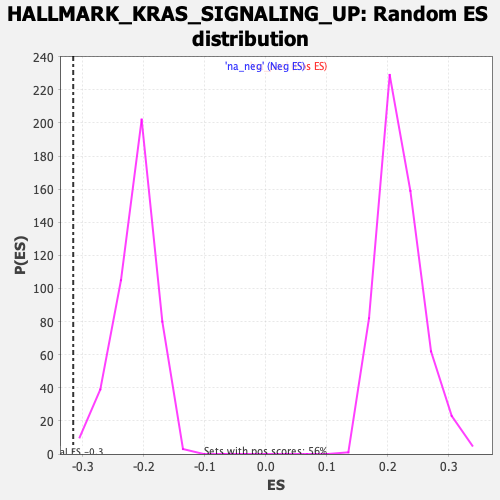 HALLMARK_KRAS_SIGNALING_UP: Random ES
distribution
'na_neg' (Neg ES)s ES)
240
220
200
180
160
140
120
100
80
60
40
20
0
P(ES)
al ES -0.3
Sets with pos scores: 56%
-0.3 -0.2 -0.1 0.0 0.1 0.2 0.3
ES